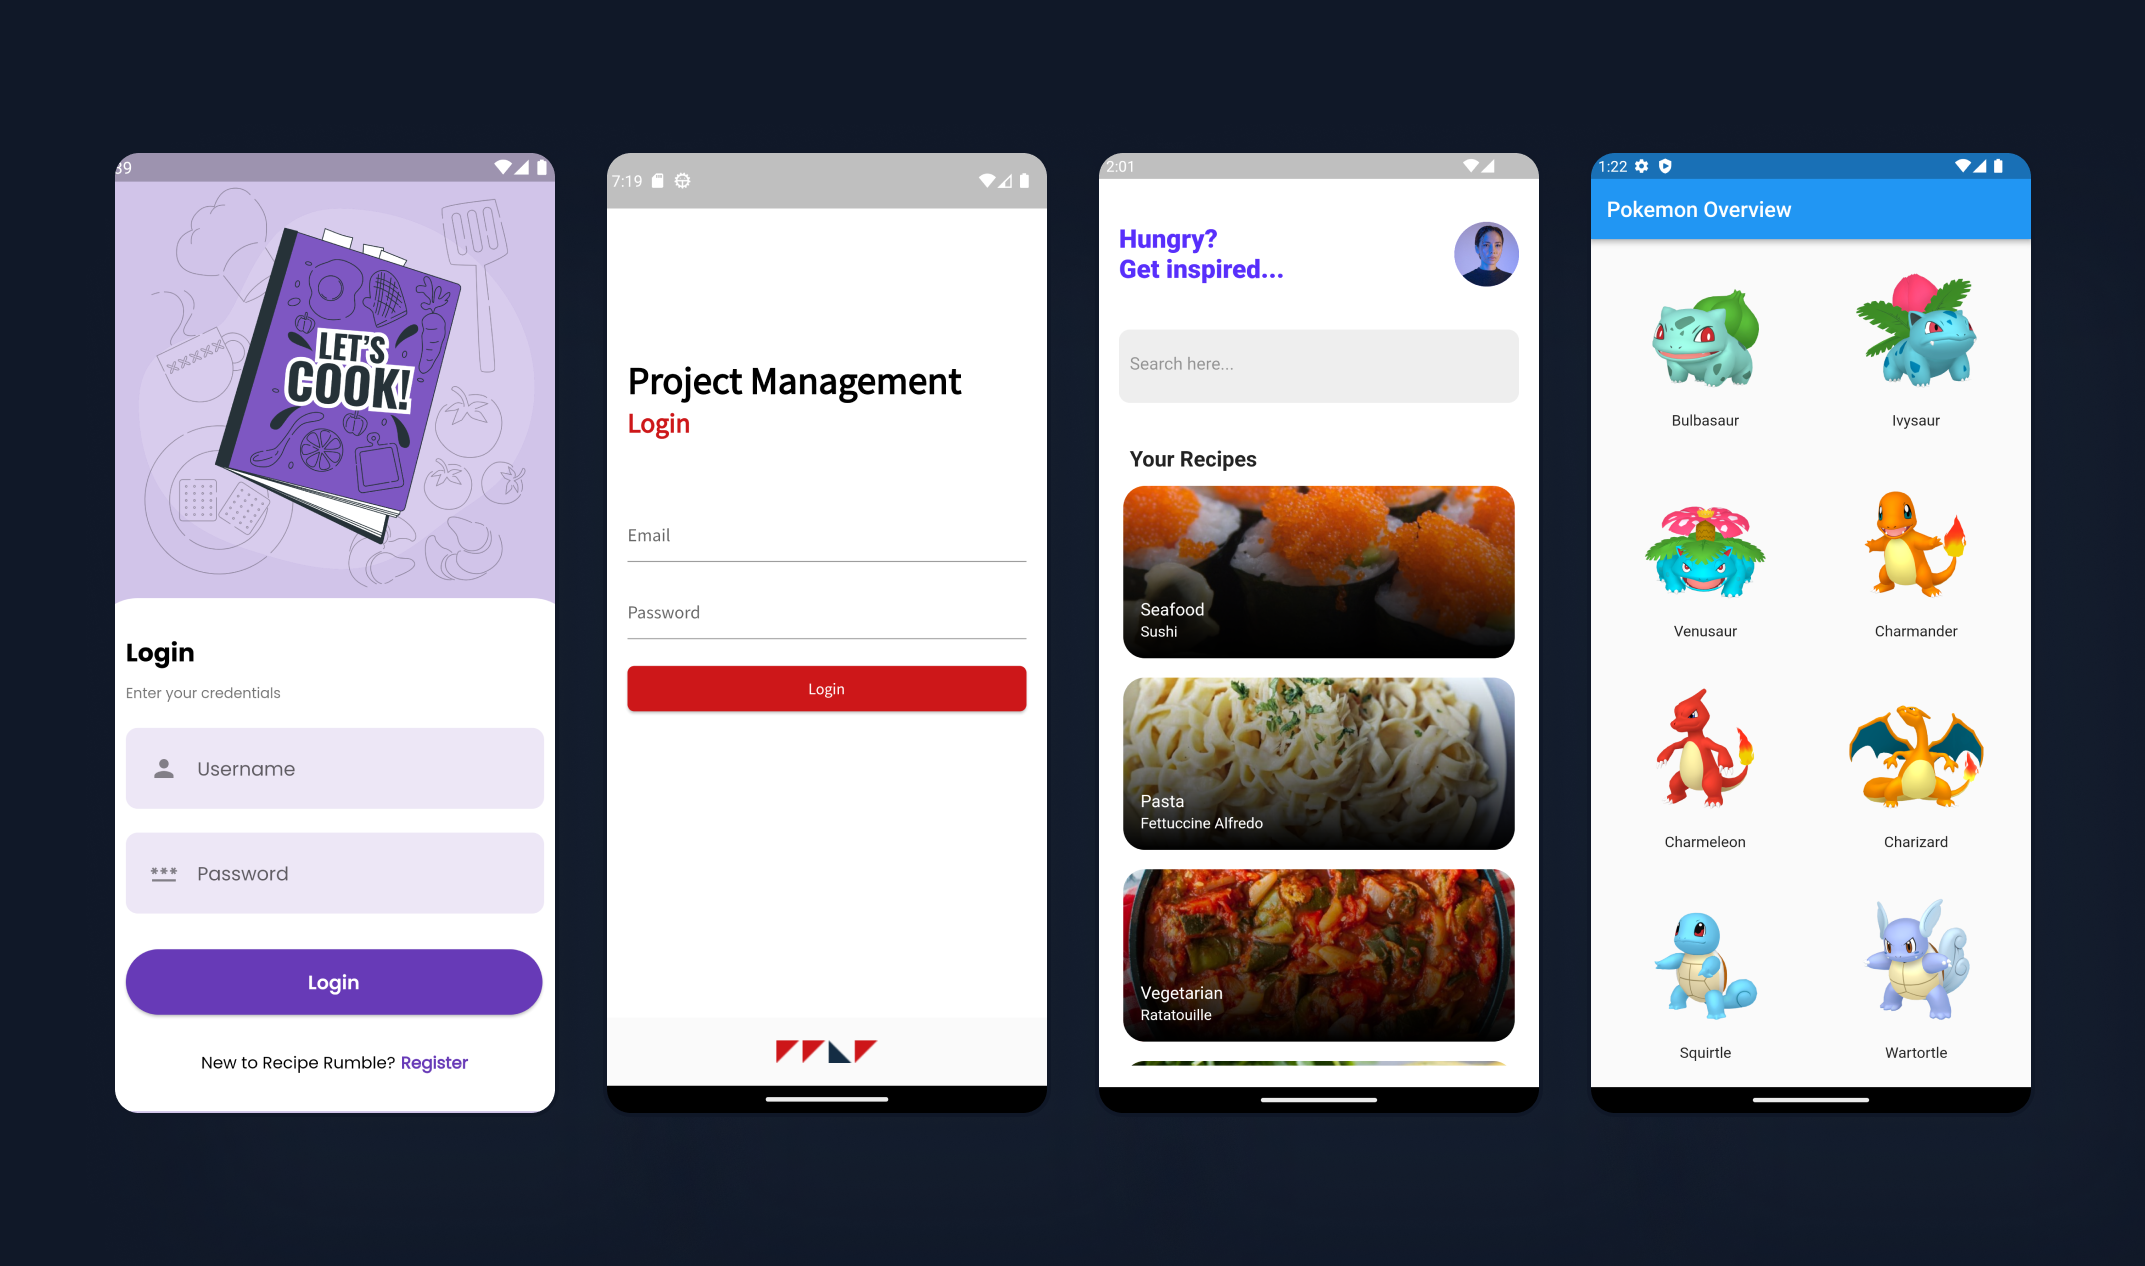 39
LET'S
COOK!
Login
Enter your credentials
Username
Password
Login
New to Recipe Rumble? Register
7:19
Project Management
Login
Email
Password
Login
2:01
Hungry?
Get inspired...
Search here...
Your Recipes
Seafood
Sushi
Pasta
Fettuccine Alfredo
Vegetarian
Ratatouille
1:22
Pokemon Overview
Bulbasaur
Ivysaur
Venusaur
Charmander
Charmeleon
Charizard
Squirtle
Wartortle